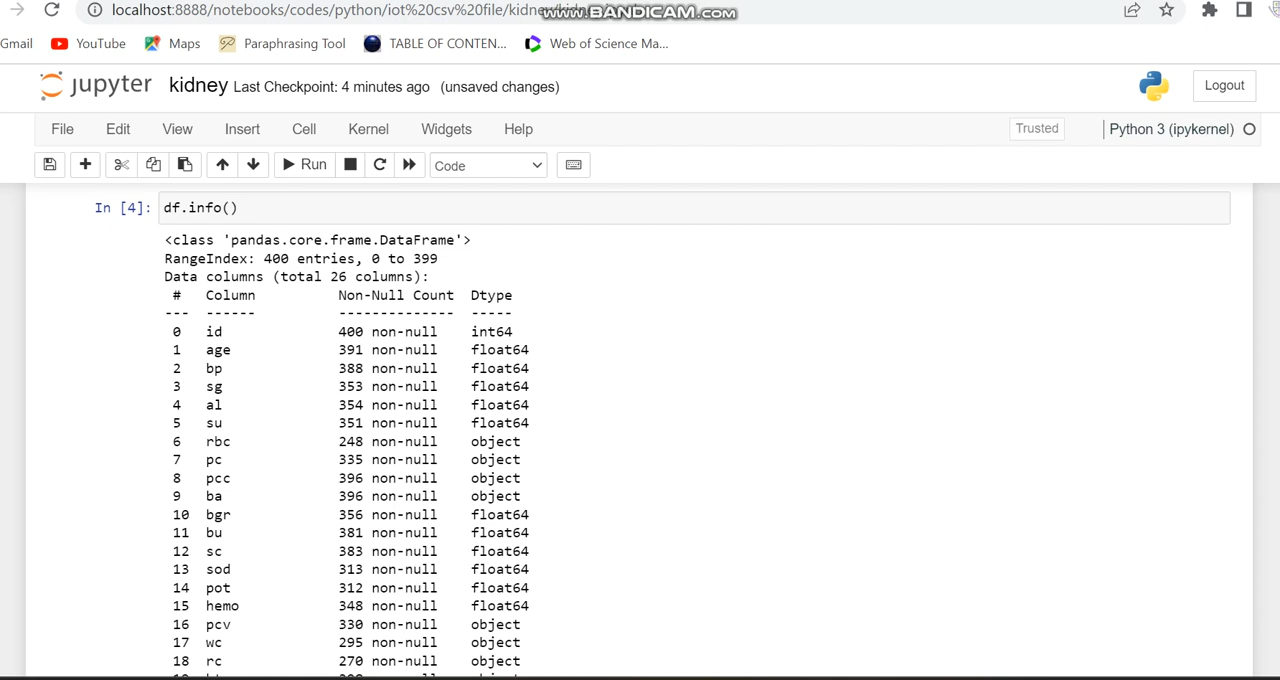 localhost:8888/notebooks/codes/python/iot%20csv%20file/kidney/
www.BANDICAM.com
Gmail YouTube Maps Paraphrasing Tool TABLE OF CONTEN... Web of Science Ma...
jupyter kidney Last Checkpoint: 4 minutes ago (unsaved changes) Logout
File Edit View Insert Cell Kernel Widgets Help Trusted Python 3 (ipykernel)
Run Code
In [4]: df.info()
<class 'pandas.core.frame.DataFrame'>
RangeIndex: 400 entries, 0 to 399
Data columns (total 26 columns):
# Column Non-Null Count Dtype
--- ------ -------------- -----
0 id 400 non-null int64
1 age 391 non-null float64
2 bp 388 non-null float64
3 sg 353 non-null float64
4 al 354 non-null float64
5 su 351 non-null float64
6 rbc 248 non-null object
7 pc 335 non-null object
8 pcc 396 non-null object
9 ba 396 non-null object
10 bgr 356 non-null float64
11 bu 381 non-null float64
12 sc 383 non-null float64
13 sod 313 non-null float64
14 pot 312 non-null float64
15 hemo 348 non-null float64
16 pcv 330 non-null object
17 wc 295 non-null object
18 rc 270 non-null object